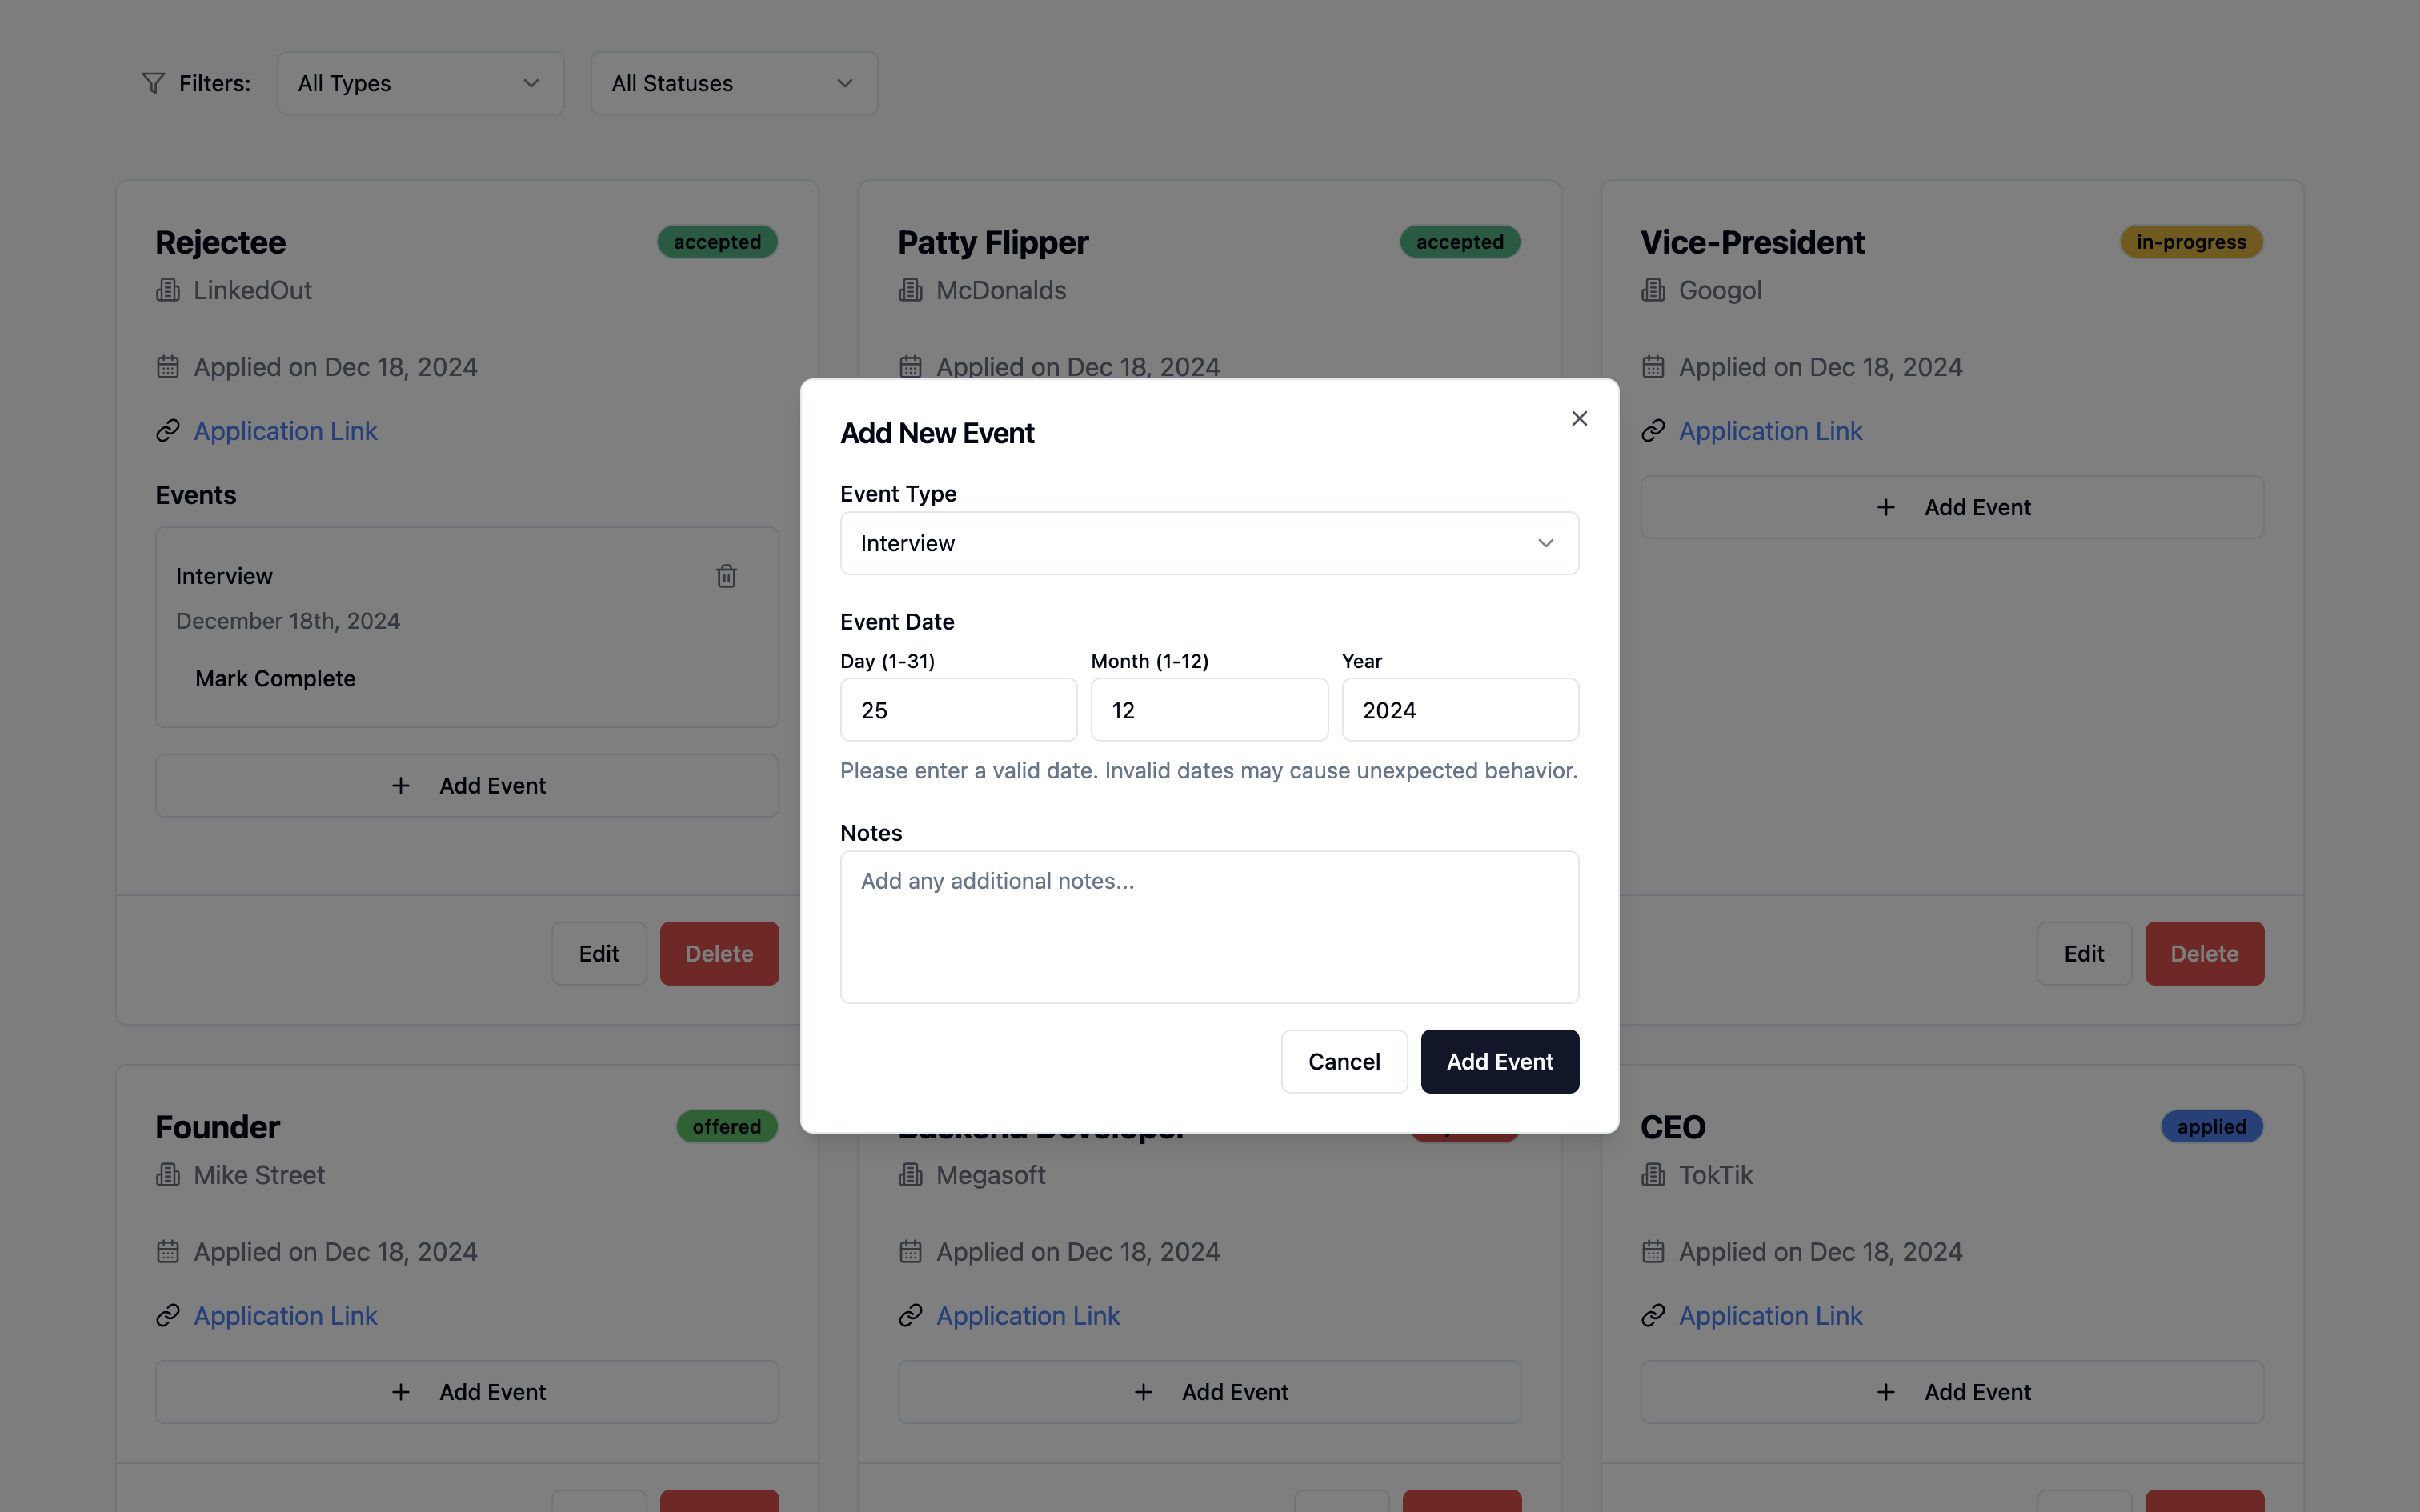 Filters:
All Types
All Statuses
Rejectee
accepted
LinkedOut
Applied on Dec 18, 2024
Application Link
Events
Interview
December 18th, 2024
Mark Complete
Add Event
Edit
Delete
Patty Flipper
accepted
McDonalds
Applied on Dec 18, 2024
Vice-President
in-progress
Googol
Applied on Dec 18, 2024
Application Link
Add Event
Edit
Delete
Add New Event
Event Type
Interview
Event Date
Day (1-31)
Month (1-12)
Year
25
12
2024
Please enter a valid date. Invalid dates may cause unexpected behavior.
Notes
Add any additional notes...
Cancel
Add Event
Founder
offered
Mike Street
Applied on Dec 18, 2024
Application Link
Add Event
Backend Developer
Megasoft
Applied on Dec 18, 2024
Application Link
Add Event
CEO
applied
TokTik
Applied on Dec 18, 2024
Application Link
Add Event